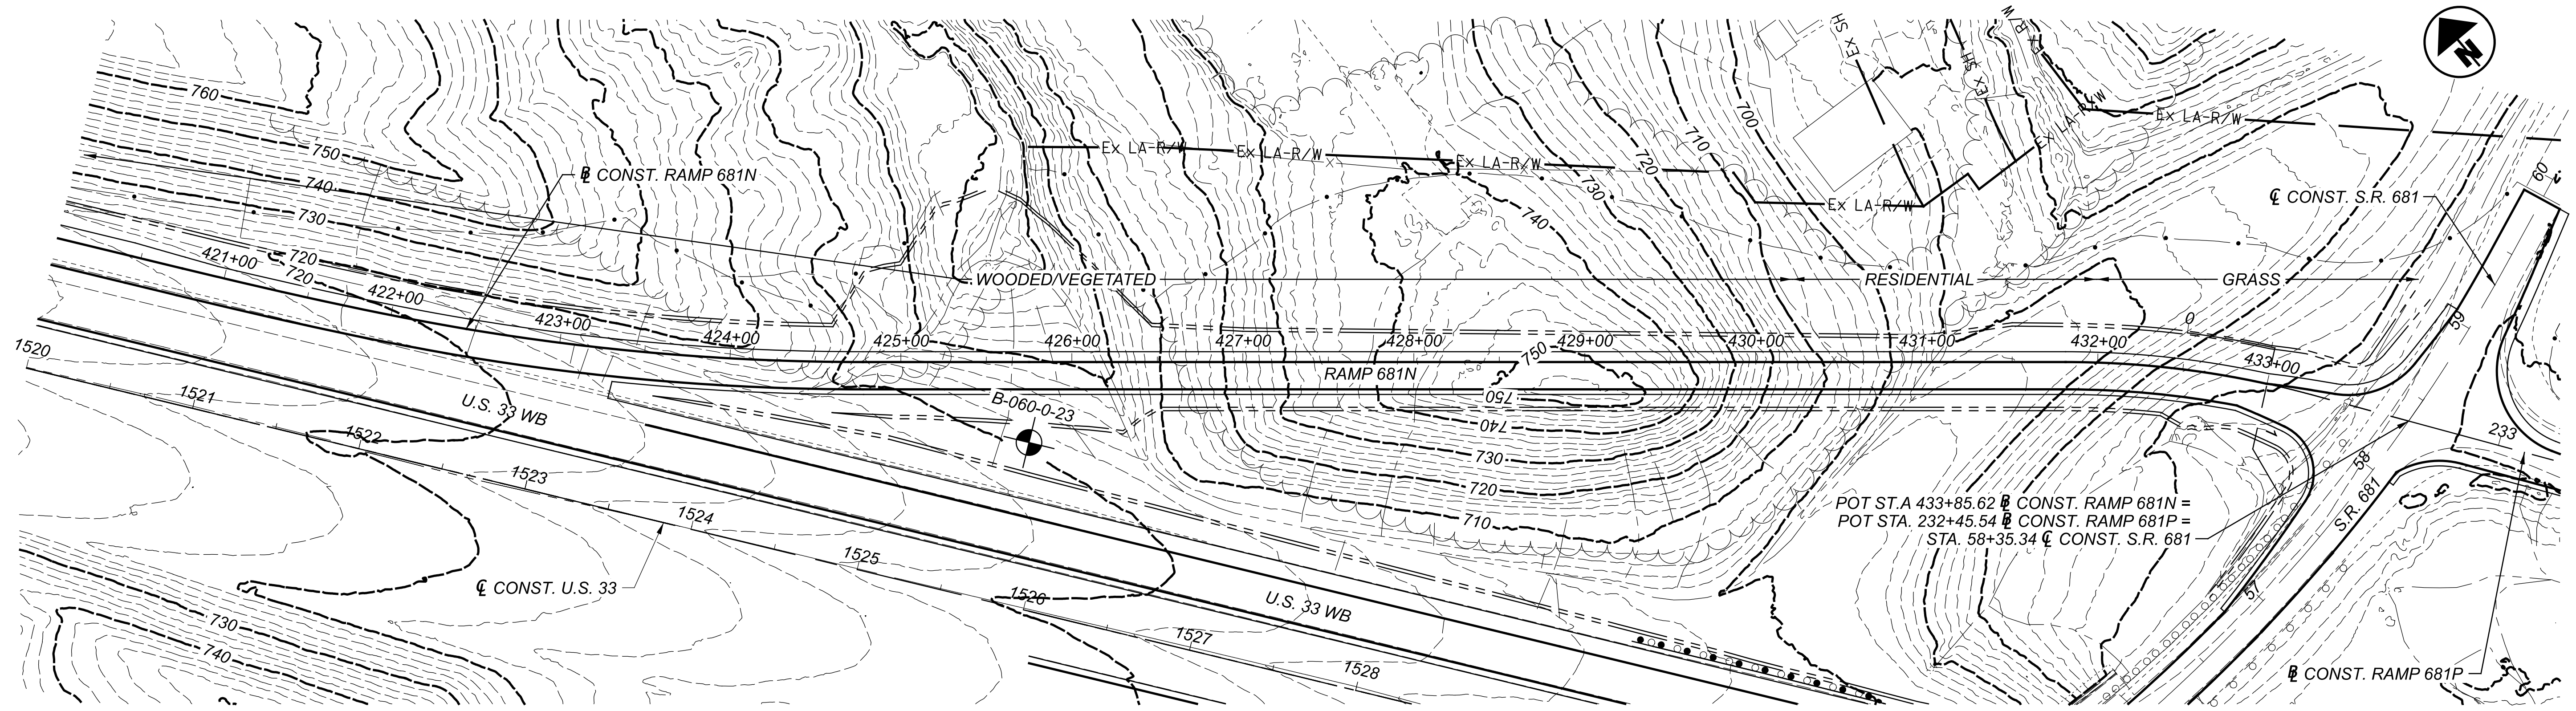 760
750
740
730
720
720
℄ CONST. RAMP 681N
Ex LA-R/W
Ex LA-R/W
Ex LA-R/W
Ex LA-R/W
Ex LA-R/W
Ex LA-R/W
Ex SH
Ex SH
Ex R/W
N
700
710
720
730
740
750
℄ CONST. S.R. 681
60
WOODED/VEGETATED
RESIDENTIAL
GRASS
421+00
422+00
423+00
424+00
425+00
426+00
427+00
428+00
429+00
430+00
431+00
432+00
433+00
0
59
RAMP 681N
750
740
730
720
710
1520
1521
1522
1523
1524
1525
1526
1527
1528
U.S. 33 WB
B-060-0-23
233
58
57
S.R. 681
POT ST.A 433+85.62 ℄ CONST. RAMP 681N =
POT STA. 232+45.54 ℄ CONST. RAMP 681P =
STA. 58+35.34 ℄ CONST. S.R. 681
℄ CONST. U.S. 33
U.S. 33 WB
730
740
℄ CONST. RAMP 681P